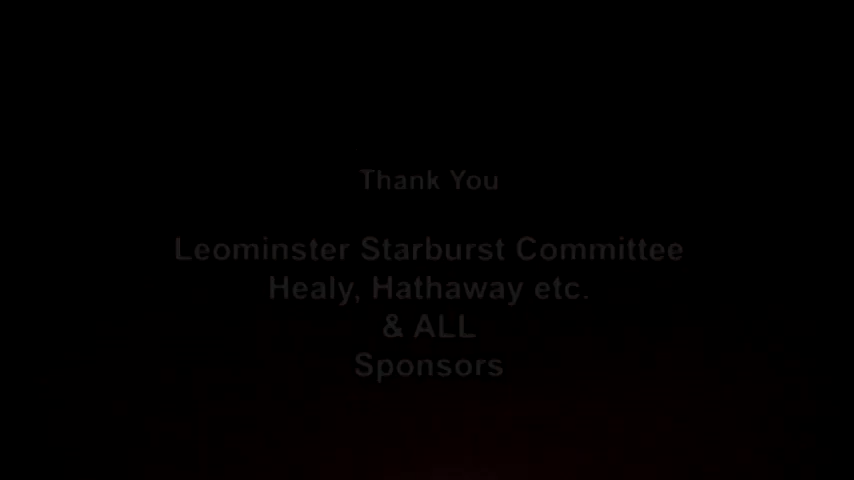 Thank You
Leominster Starburst Committee
Healy, Hathaway etc.
& ALL
Sponsors